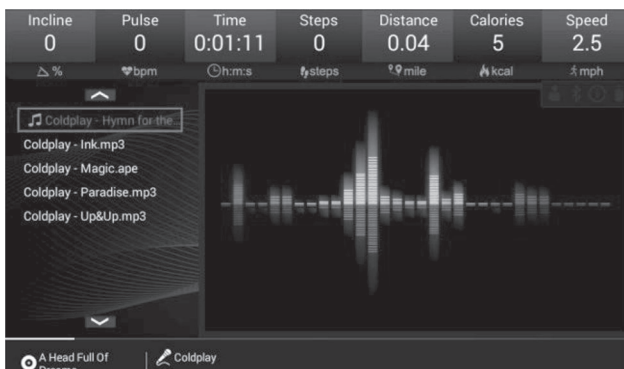 Incline Pulse Time Steps Distance Calories Speed
0 0 0:01:11 0 0.04 5 2.5
% bpm h:m:s steps mile kcal mph
Coldplay - Hymn for the...
Coldplay - Ink.mp3
Coldplay - Magic.ape
Coldplay - Paradise.mp3
Coldplay - Up&Up.mp3
A Head Full Of Coldplay
Dreams